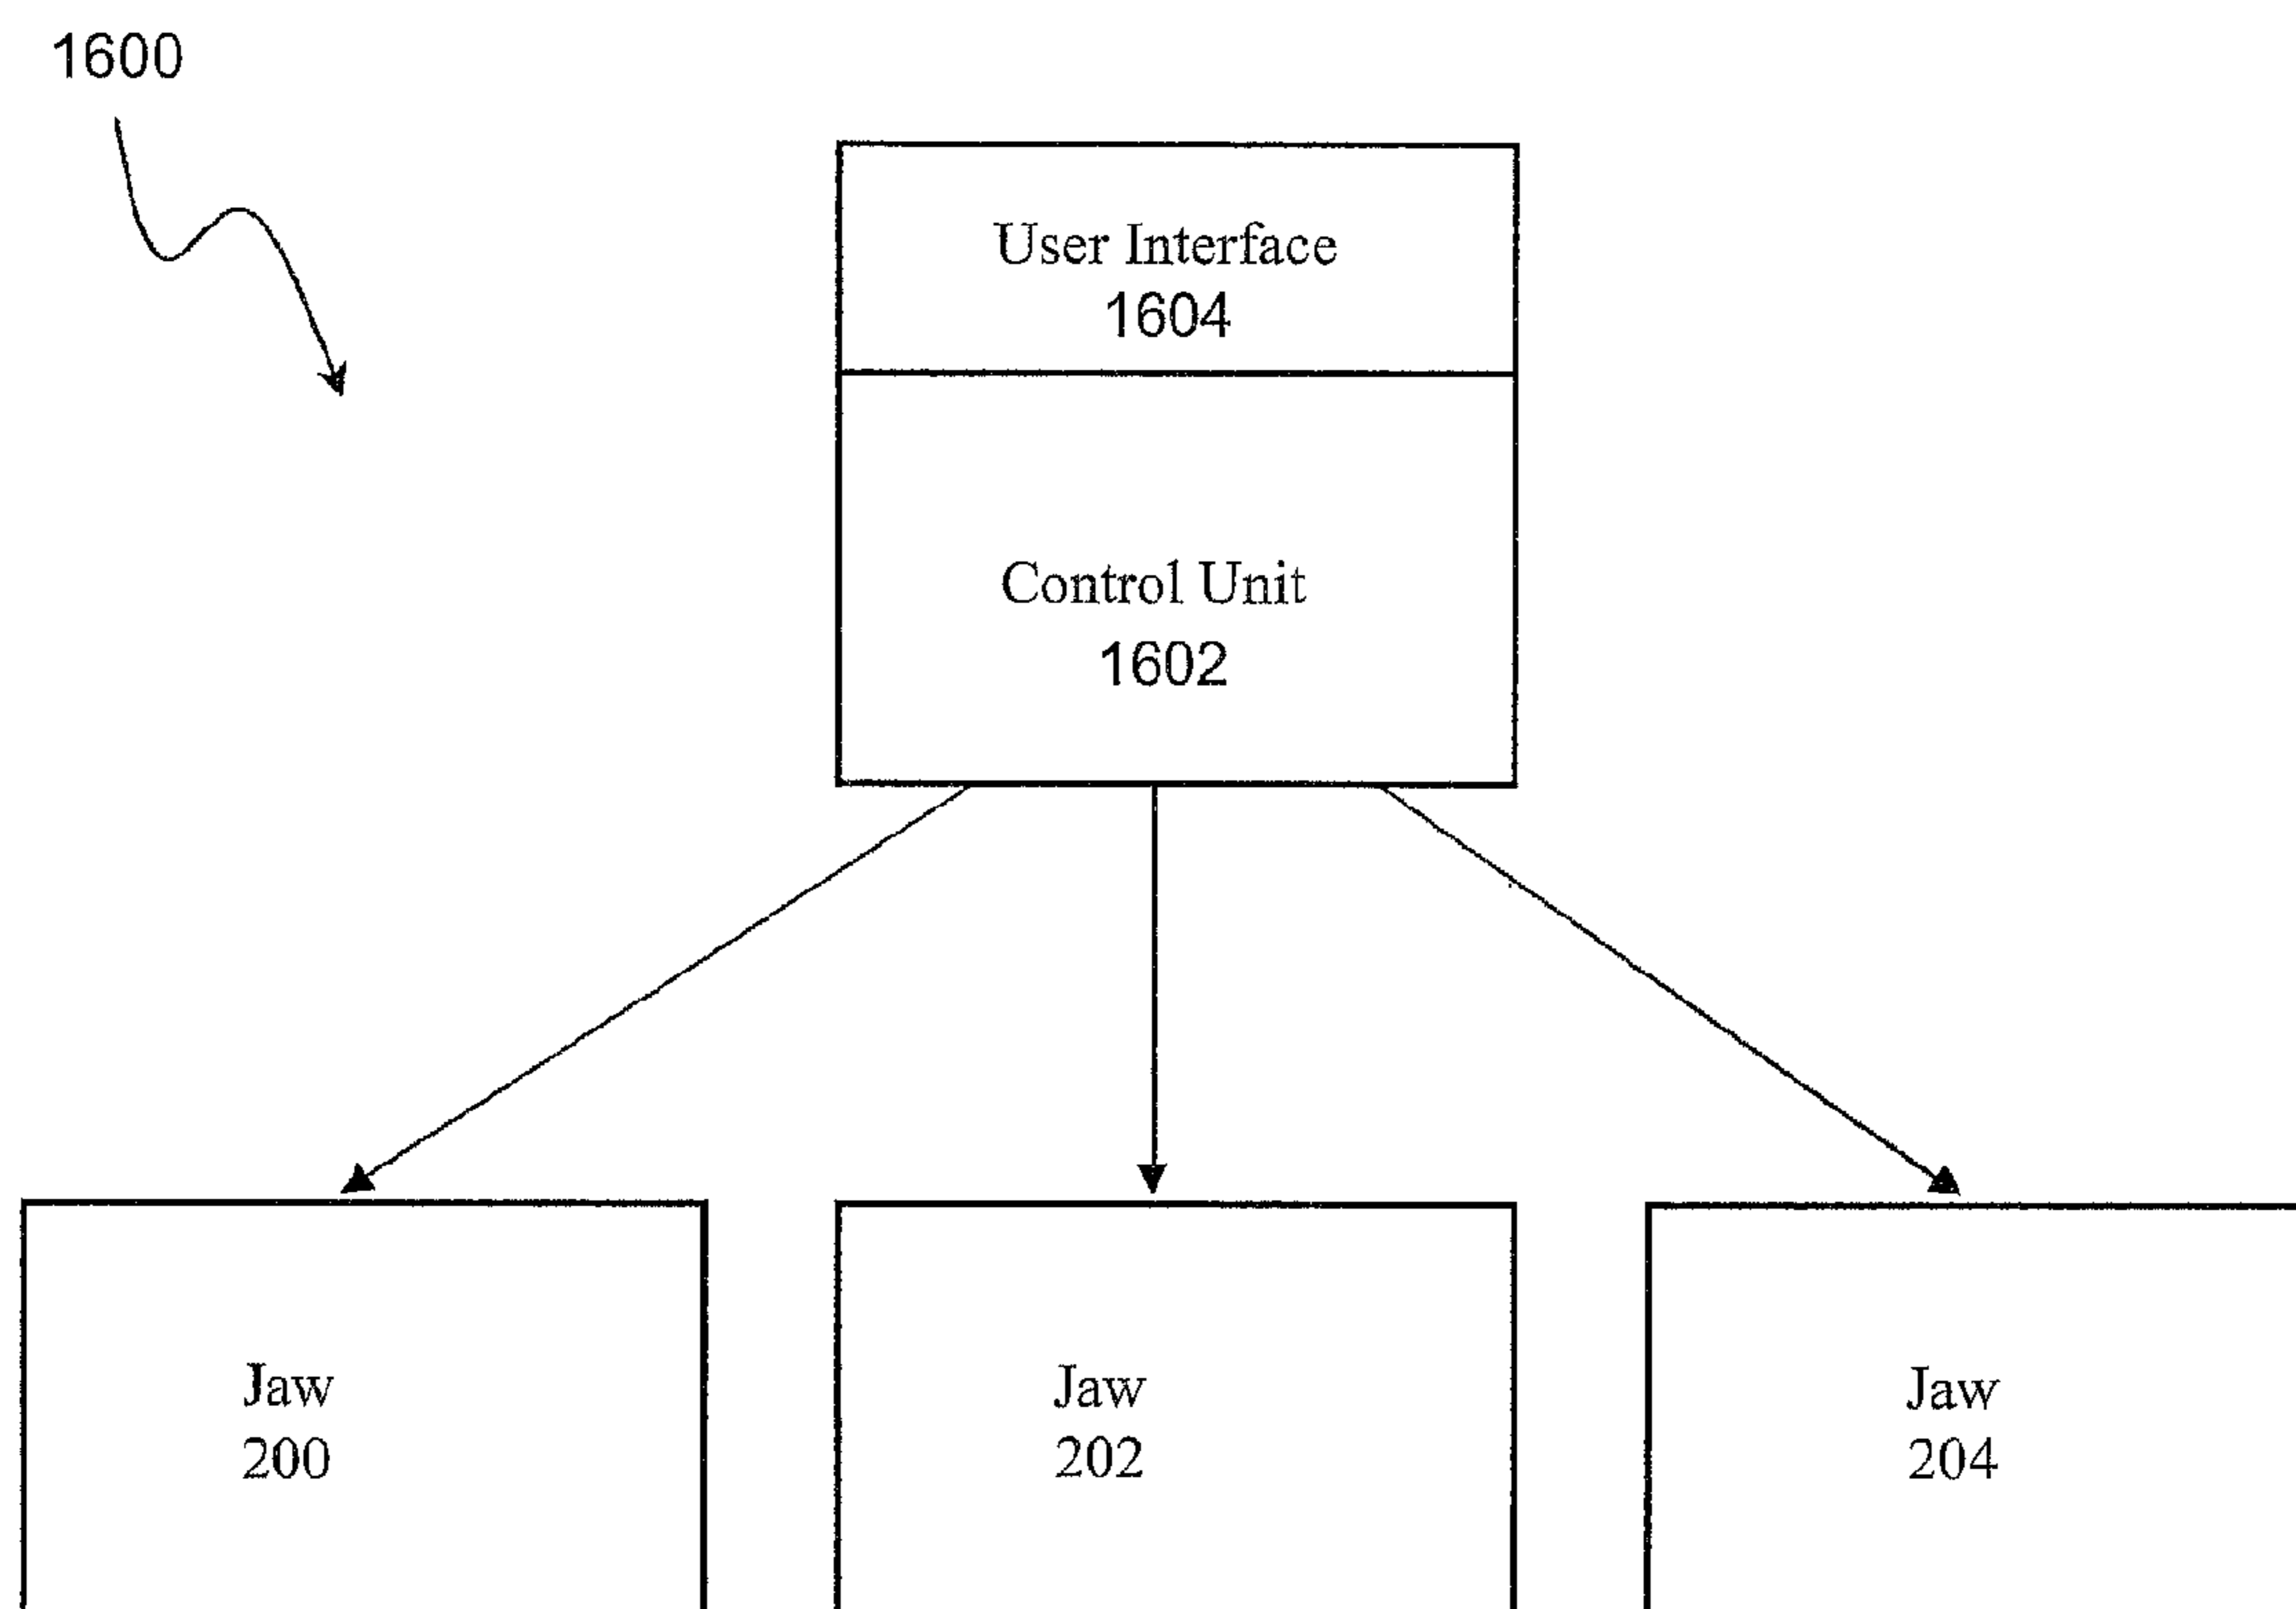 1600
User Interface
1604
Control Unit
1602
Jaw
200
Jaw
202
Jaw
204